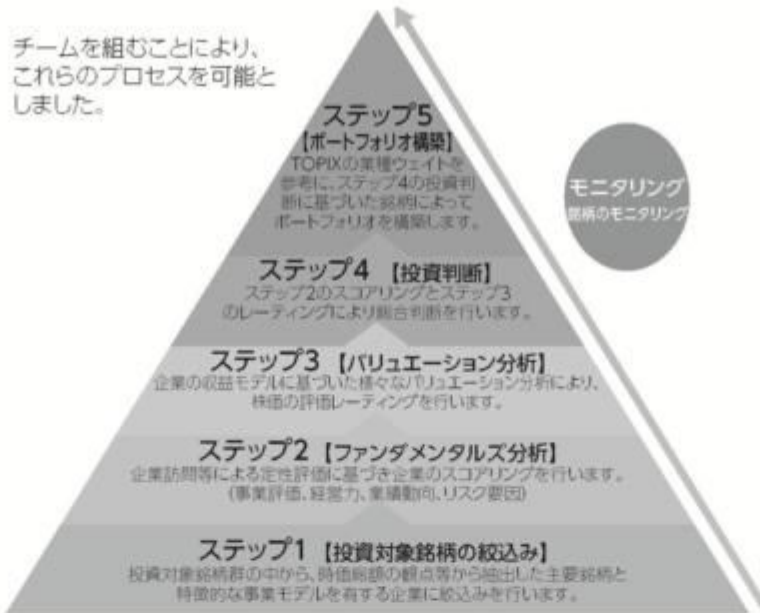 チームを組むことにより、
これらのプロセスを可能と
しました。
ステップ5
【ポートフォリオ構築】
TOPIXの業種ウェイトを
参考に、ステップ4の投資判
断に基づいた銘柄によって
ポートフォリオを構築します。
モニタリング
銘柄のモニタリング
ステップ4 【投資判断】
ステップ2のスコアリングとステップ3
のレーティングにより総合判断を行います。
ステップ3 【バリュエーション分析】
企業の収益モデルに基づいた様々なバリュエーション分析により、
株価の評価レーティングを行います。
ステップ2 【ファンダメンタルズ分析】
企業訪問等による定性評価に基づき企業のスコアリングを行います。
(事業評価、経営力、業績動向、リスク要因)
ステップ1 【投資対象銘柄の絞込み】
投資対象銘柄群の中から、時価総額の観点等から抽出した主要銘柄と
特徴的な事業モデルを有する企業に絞込みを行います。